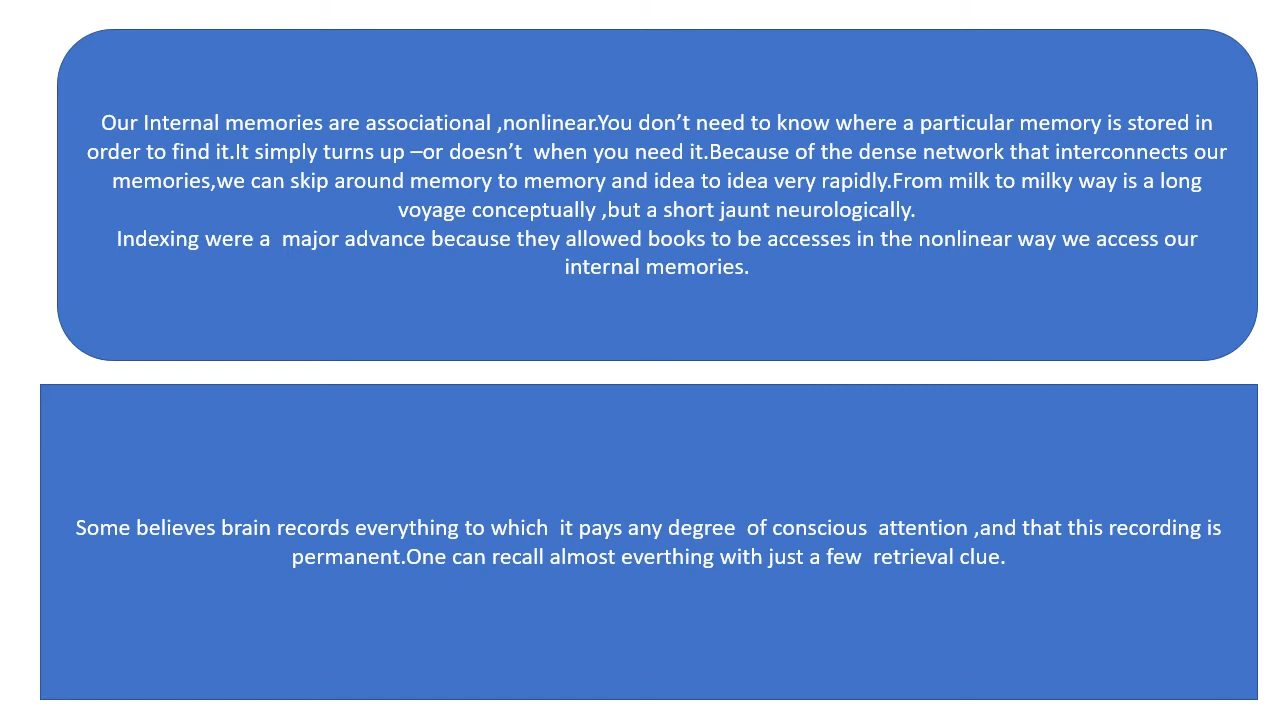 Our Internal memories are associational ,nonlinear.You don’t need to know where a particular memory is stored in
order to find it.It simply turns up –or doesn’t  when you need it.Because of the dense network that interconnects our
memories,we can skip around memory to memory and idea to idea very rapidly.From milk to milky way is a long
voyage conceptually ,but a short jaunt neurologically.
Indexing were a  major advance because they allowed books to be accesses in the nonlinear way we access our
internal memories.
Some believes brain records everything to which  it pays any degree  of conscious  attention ,and that this recording is
permanent.One can recall almost everthing with just a few  retrieval clue.